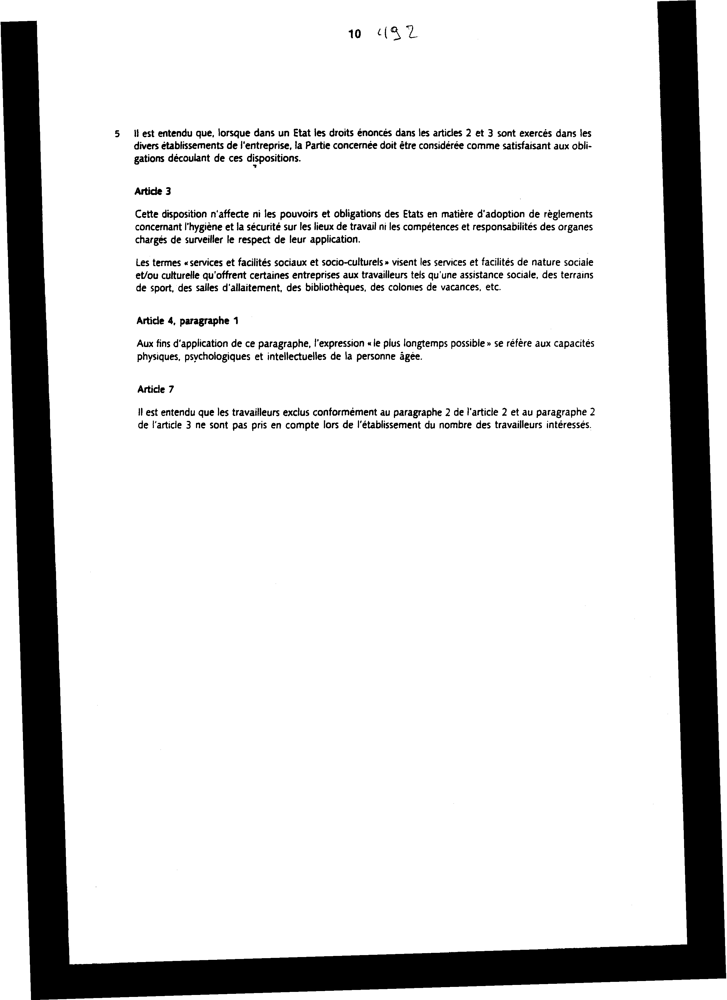 10 492
5 Il est entendu que, lorsque dans un Etat les droits énoncés dans les articles 2 et 3 sont exercés dans les
divers établissements de l'entreprise, la Partie concernée doit être considérée comme satisfaisant aux obli-
gations découlant de ces dispositions.
Article 3
Cette disposition n'affecte ni les pouvoirs et obligations des Etats en matière d'adoption de règlements
concernant l'hygiène et la sécurité sur les lieux de travail ni les compétences et responsabilités des organes
chargés de surveiller le respect de leur application.
Les termes « services et facilités sociaux et socio-culturels » visent les services et facilités de nature sociale
et/ou culturelle qu'offrent certaines entreprises aux travailleurs tels qu'une assistance sociale, des terrains
de sport, des salles d'allaitement, des bibliothèques, des colonies de vacances, etc.
Article 4, paragraphe 1
Aux fins d'application de ce paragraphe, l'expression « le plus longtemps possible » se réfère aux capacités
physiques, psychologiques et intellectuelles de la personne âgée.
Article 7
Il est entendu que les travailleurs exclus conformément au paragraphe 2 de l'article 2 et au paragraphe 2
de l'article 3 ne sont pas pris en compte lors de l'établissement du nombre des travailleurs intéressés.